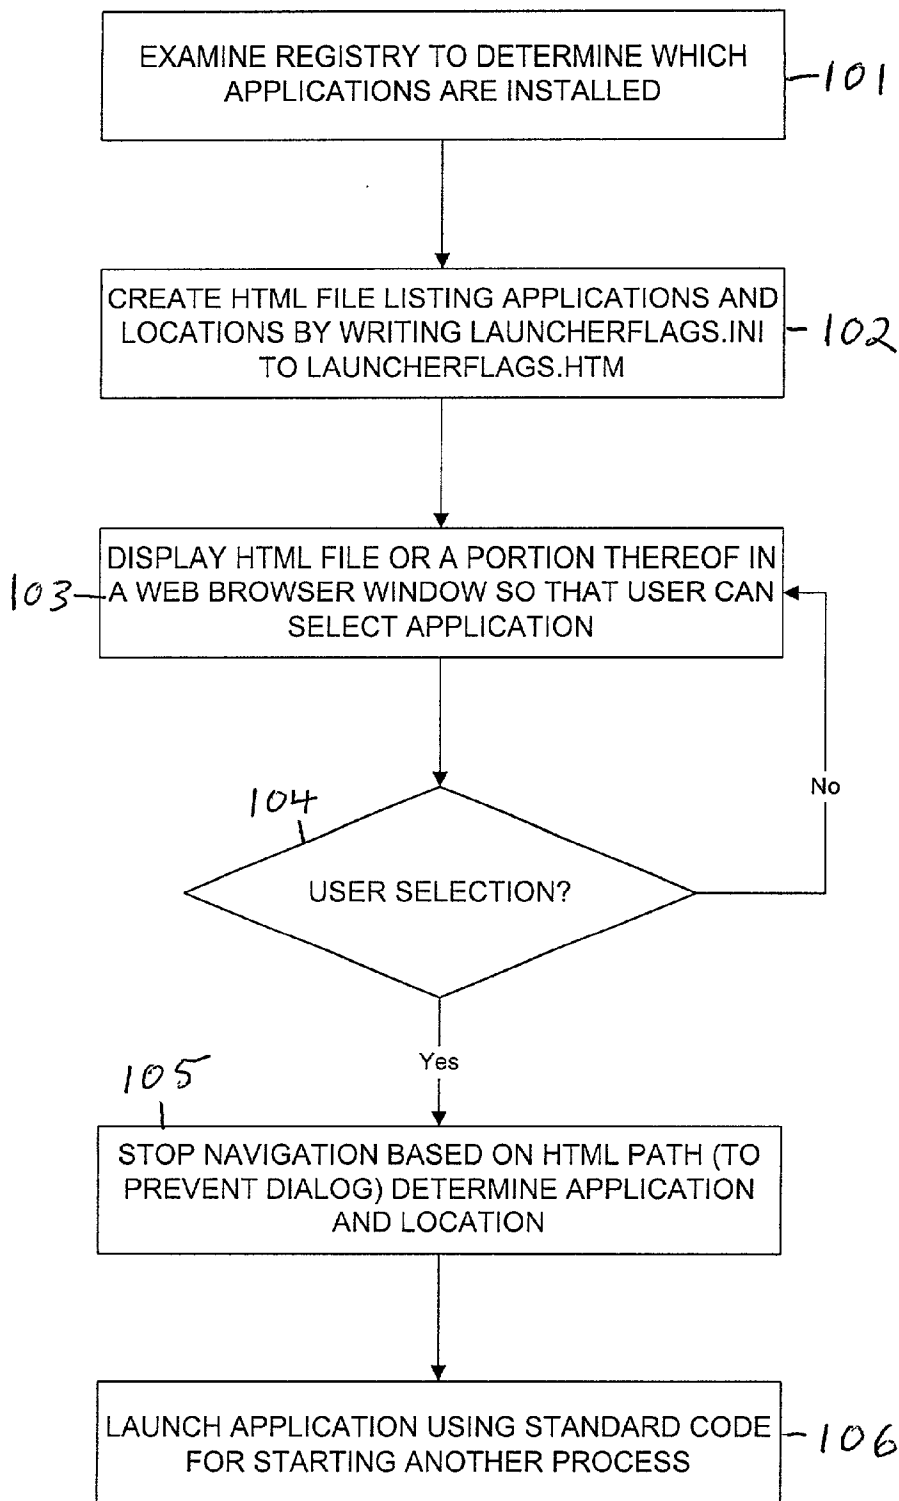 EXAMINE REGISTRY TO DETERMINE WHICH
APPLICATIONS ARE INSTALLED
101
CREATE HTML FILE LISTING APPLICATIONS AND
LOCATIONS BY WRITING LAUNCHERFLAGS.INI
TO LAUNCHERFLAGS.HTM
102
DISPLAY HTML FILE OR A PORTION THEREOF IN
A WEB BROWSER WINDOW SO THAT USER CAN
SELECT APPLICATION
103
No
104
USER SELECTION?
Yes
105
STOP NAVIGATION BASED ON HTML PATH (TO
PREVENT DIALOG) DETERMINE APPLICATION
AND LOCATION
LAUNCH APPLICATION USING STANDARD CODE
FOR STARTING ANOTHER PROCESS
106